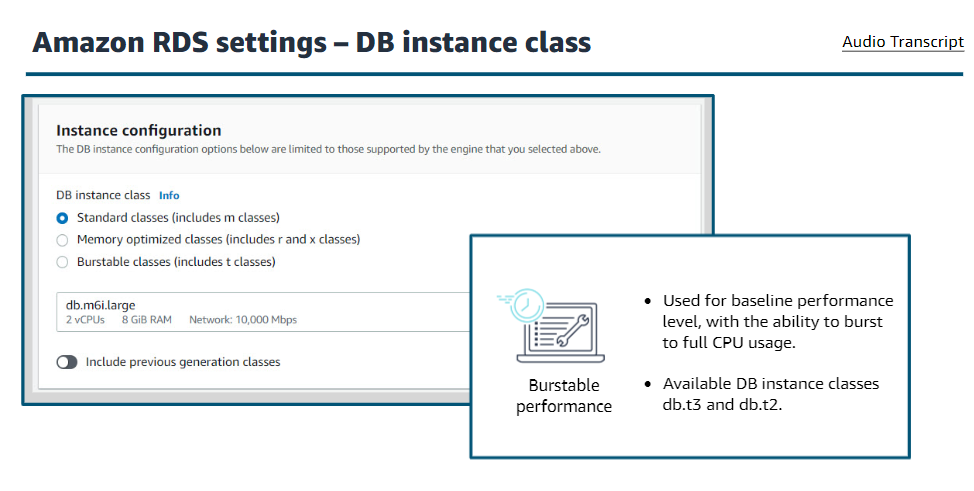 Amazon RDS settings – DB instance class
Audio Transcript
Instance configuration
The DB instance configuration options below are limited to those supported by the engine that you selected above.
DB instance class Info
Standard classes (includes m classes)
Memory optimized classes (includes r and x classes)
Burstable classes (includes t classes)
db.m6i.large
2 vCPUs 8 GiB RAM Network: 10,000 Mbps
Include previous generation classes
Burstable
performance
• Used for baseline performance
level, with the ability to burst
to full CPU usage.
• Available DB instance classes
db.t3 and db.t2.